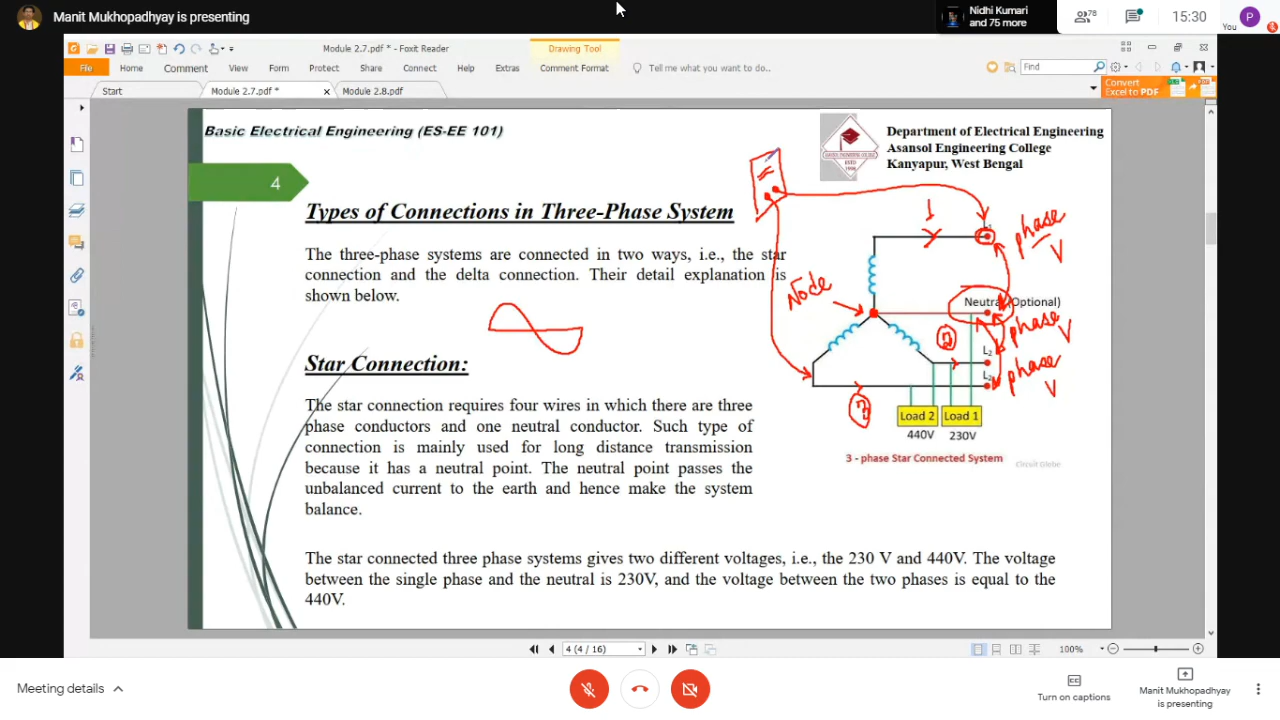 Manit Mukhopadhyay is presenting
Nidhi Kumari
and 75 more
78
15:30
You
P
Module 2.7.pdf * - Foxit Reader
Drawing Tool
File
Home
Comment
View
Form
Protect
Share
Connect
Help
Extras
Comment Format
Tell me what you want to do..
Find
Start
Module 2.7.pdf *
Module 2.8.pdf
Convert
Excel to PDF
Basic Electrical Engineering (ES-EE 101)
Department of Electrical Engineering
Asansol Engineering College
Kanyapur, West Bengal
4
Types of Connections in Three-Phase System
The three-phase systems are connected in two ways, i.e., the star
connection and the delta connection. Their detail explanation is
shown below.
Star Connection:
The star connection requires four wires in which there are three
phase conductors and one neutral conductor. Such type of
connection is mainly used for long distance transmission
because it has a neutral point. The neutral point passes the
unbalanced current to the earth and hence make the system
balance.
1
phase
V
Node
Neutral (Optional)
phase
V
2
L2
phase
V
3
Load 2
Load 1
440V
230V
3 - phase Star Connected System
Circuit Globe
The star connected three phase systems gives two different voltages, i.e., the 230 V and 440V. The voltage
between the single phase and the neutral is 230V, and the voltage between the two phases is equal to the
440V.
4 (4 / 16)
100%
Meeting details
Turn on captions
Manit Mukhopadhyay
is presenting